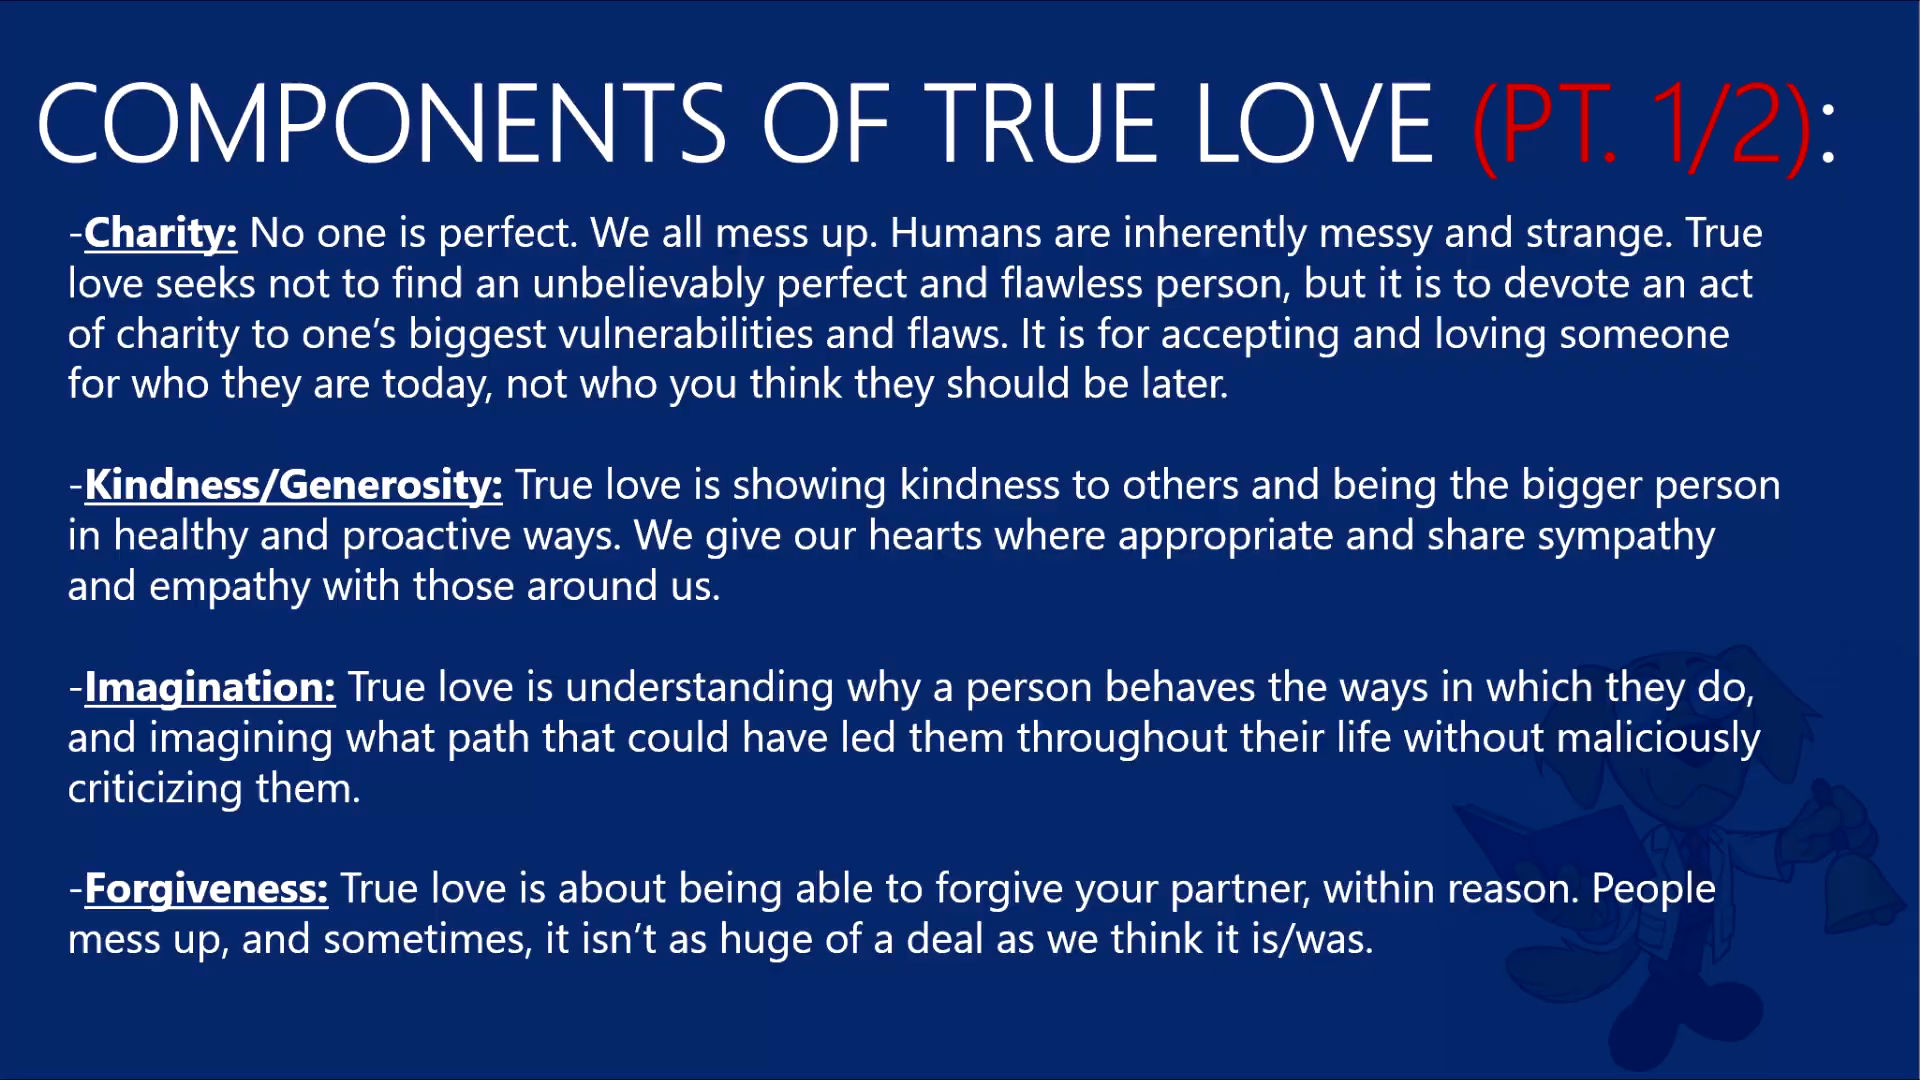 COMPONENTS OF TRUE LOVE (PT. 1/2):
-Charity: No one is perfect. We all mess up. Humans are inherently messy and strange. True
love seeks not to find an unbelievably perfect and flawless person, but it is to devote an act
of charity to one’s biggest vulnerabilities and flaws. It is for accepting and loving someone
for who they are today, not who you think they should be later.
-Kindness/Generosity: True love is showing kindness to others and being the bigger person
in healthy and proactive ways. We give our hearts where appropriate and share sympathy
and empathy with those around us.
-Imagination: True love is understanding why a person behaves the ways in which they do,
and imagining what path that could have led them throughout their life without maliciously
criticizing them.
-Forgiveness: True love is about being able to forgive your partner, within reason. People
mess up, and sometimes, it isn’t as huge of a deal as we think it is/was.